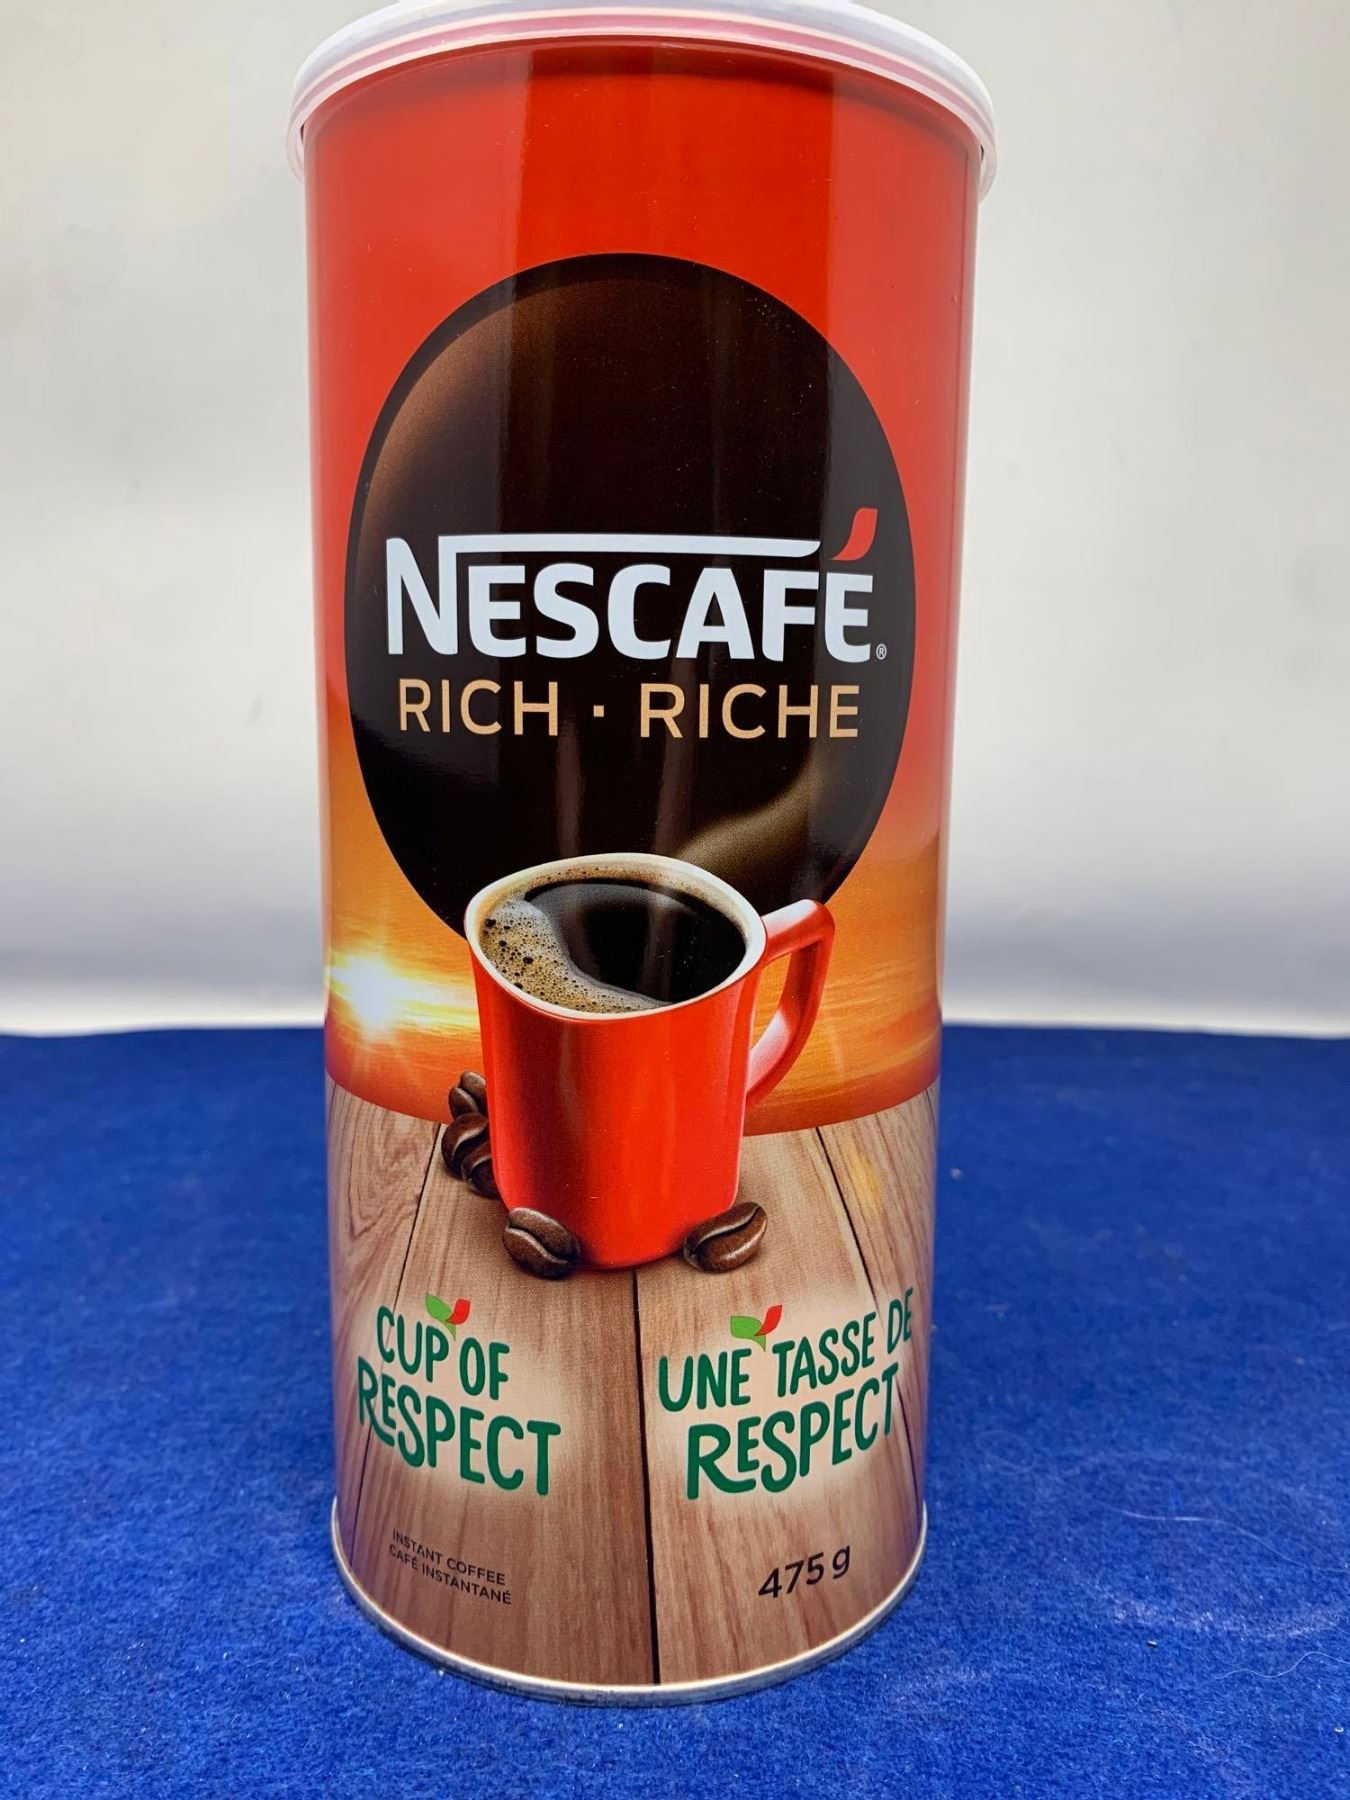 NESCAFÉ®
RICH · RICHE
CUP OF
RESPECT
UNE TASSE DE
RESPECT
INSTANT COFFEE
CAFÉ INSTANTANÉ
475 g